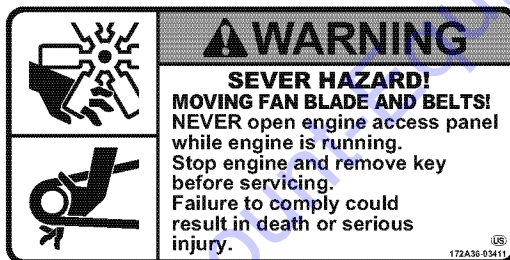 WARNING
SEVER HAZARD!
MOVING FAN BLADE AND BELTS!
NEVER open engine access panel
while engine is running.
Stop engine and remove key
before servicing.
Failure to comply could
result in death or serious
injury.
US
172A36-03411